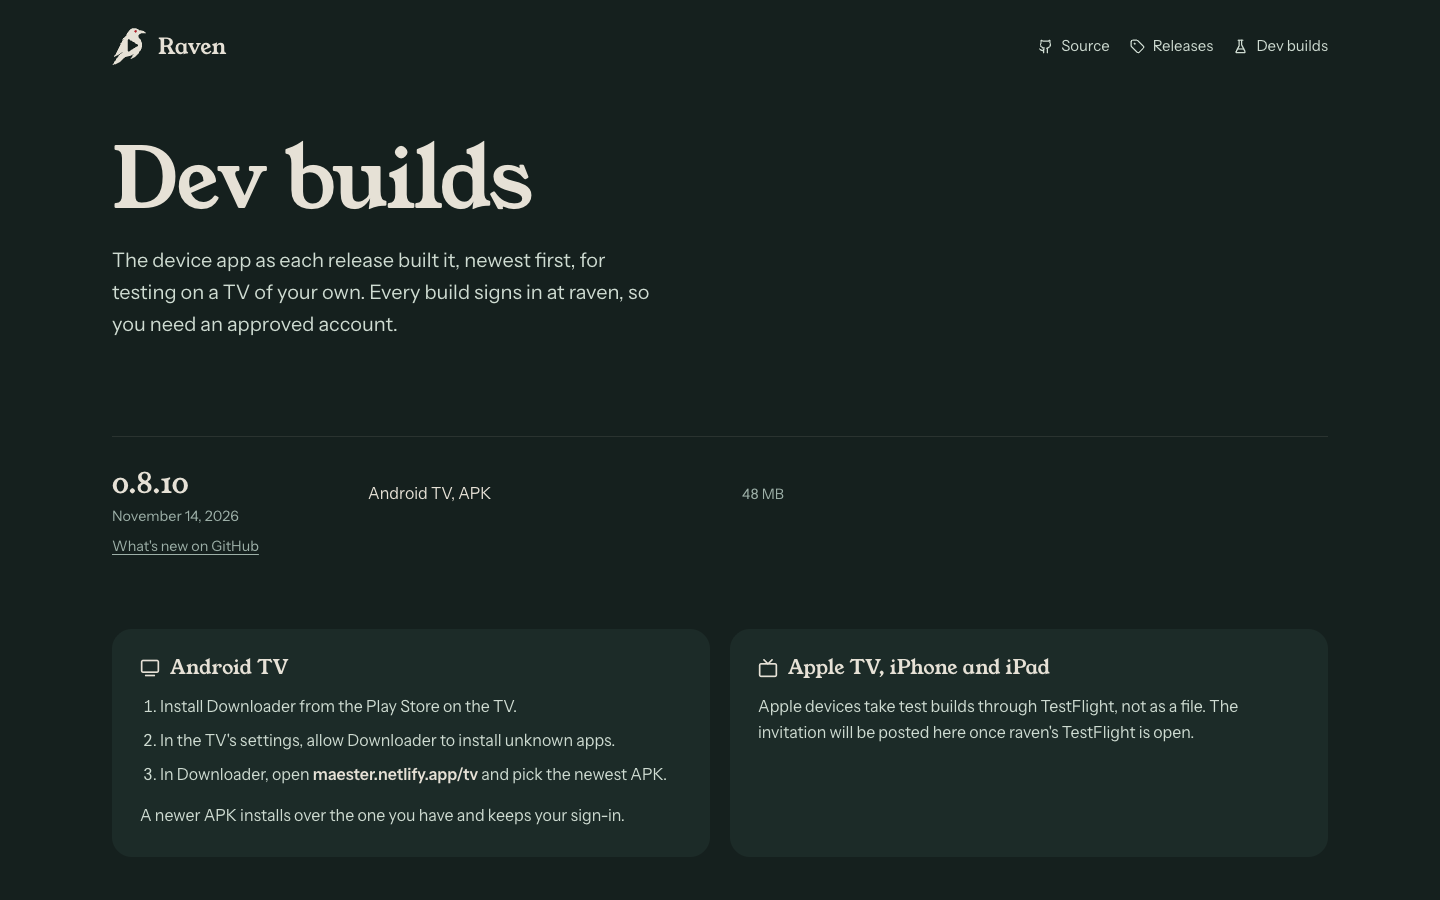 Raven
Source
Releases
Dev builds
Dev builds
The device app as each release built it, newest first, for
testing on a TV of your own. Every build signs in at raven, so
you need an approved account.
0.8.10
Android TV, APK
48 MB
November 14, 2026
What's new on GitHub
Android TV
1. Install Downloader from the Play Store on the TV.
2. In the TV's settings, allow Downloader to install unknown apps.
3. In Downloader, open maester.netlify.app/tv and pick the newest APK.
A newer APK installs over the one you have and keeps your sign-in.
Apple TV, iPhone and iPad
Apple devices take test builds through TestFlight, not as a file. The
invitation will be posted here once raven's TestFlight is open.